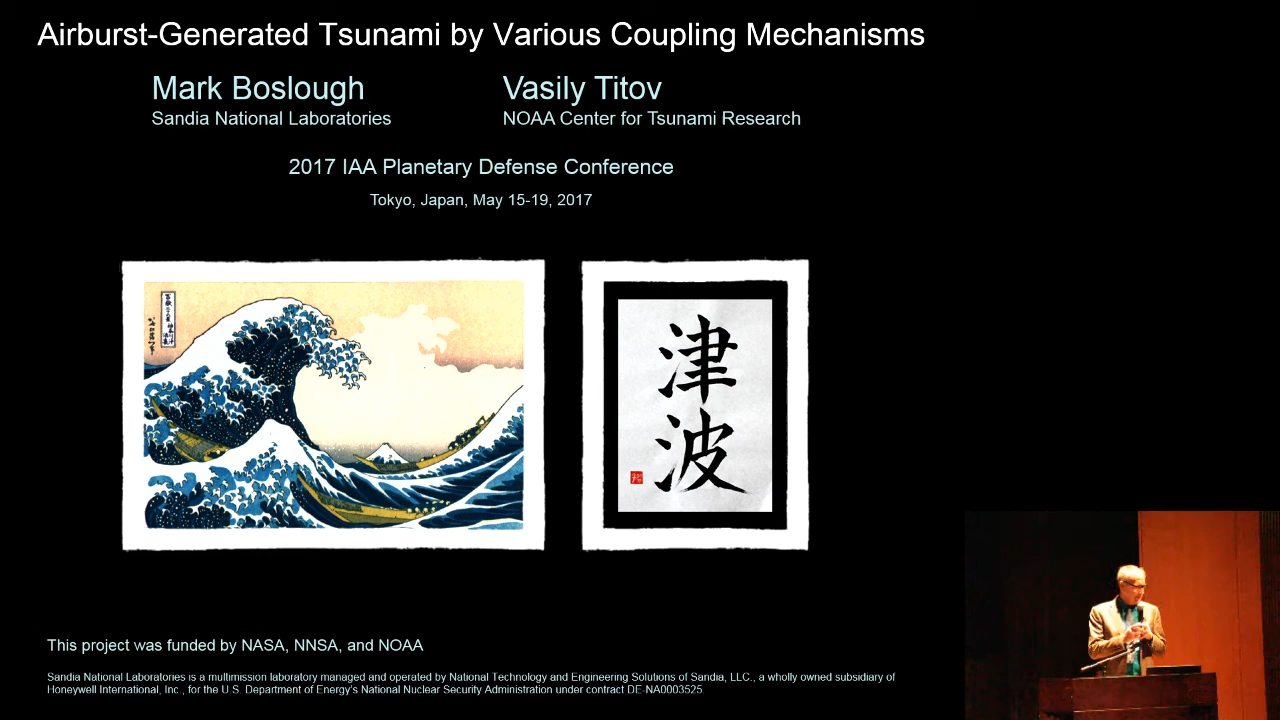 Airburst-Generated Tsunami by Various Coupling Mechanisms
Mark Boslough
Sandia National Laboratories
Vasily Titov
NOAA Center for Tsunami Research
2017 IAA Planetary Defense Conference
Tokyo, Japan, May 15-19, 2017
津
波
This project was funded by NASA, NNSA, and NOAA
Sandia National Laboratories is a multimission laboratory managed and operated by National Technology and Engineering Solutions of Sandia, LLC., a wholly owned subsidiary of
Honeywell International, Inc., for the U.S. Department of Energy's National Nuclear Security Administration under contract DE-NA0003525